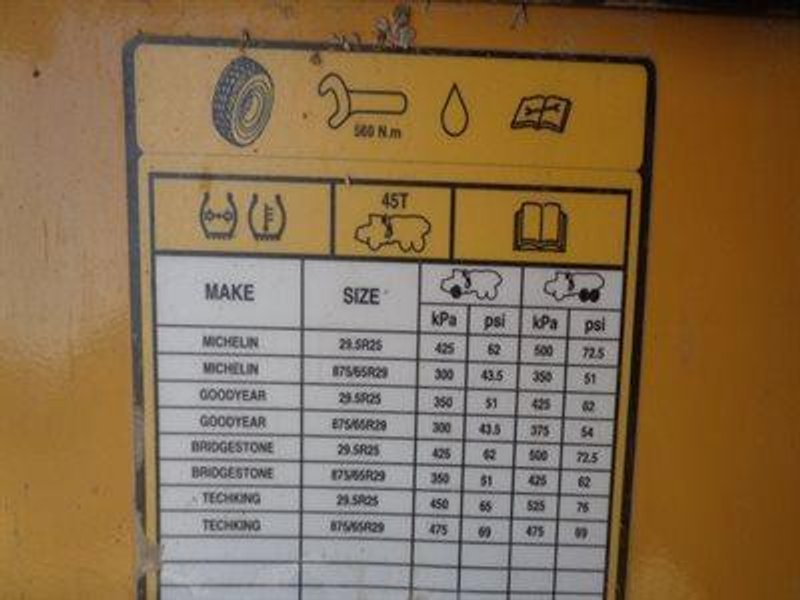 560 N.m
45T
MAKE SIZE
kPa psi kPa psi
MICHELIN 29.5R25 425 62 500 72.5
MICHELIN 875/65R29 300 43.5 350 51
GOODYEAR 29.5R25 350 51 425 62
GOODYEAR 875/65R29 300 43.5 375 54
BRIDGESTONE 29.5R25 425 62 500 72.5
BRIDGESTONE 875/65R29 350 51 425 62
TECHKING 29.5R25 450 65 525 76
TECHKING 875/65R29 475 69 475 69